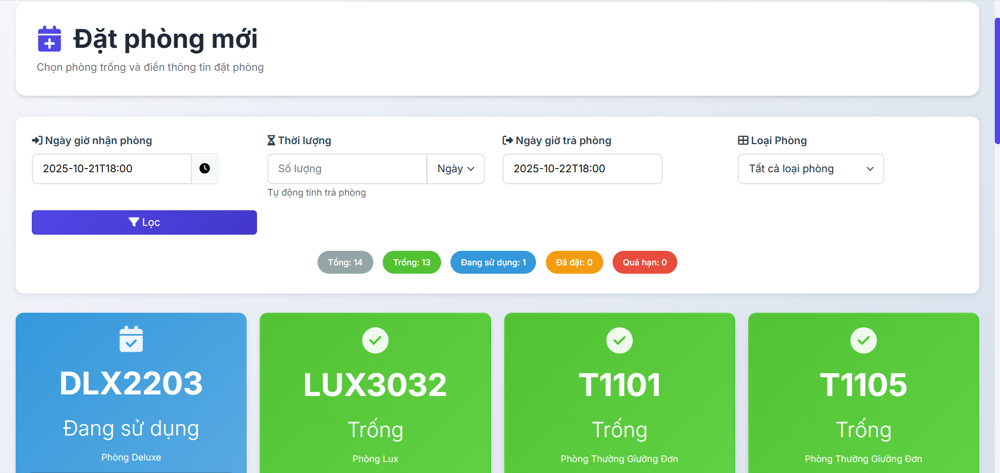 Đặt phòng mới
Chọn phòng trống và điền thông tin đặt phòng
Ngày giờ nhận phòng
2025-10-21T18:00
Thời lượng
Số lượng
Ngày
Tự động tính trả phòng
Ngày giờ trả phòng
2025-10-22T18:00
Loại Phòng
Tất cả loại phòng
Lọc
Tổng: 14
Trống: 13
Đang sử dụng: 1
Đã đặt: 0
Quá hạn: 0
DLX2203
Đang sử dụng
Phòng Deluxe
LUX3032
Trống
Phòng Lux
T1101
Trống
Phòng Thường Giường Đơn
T1105
Trống
Phòng Thường Giường Đơn